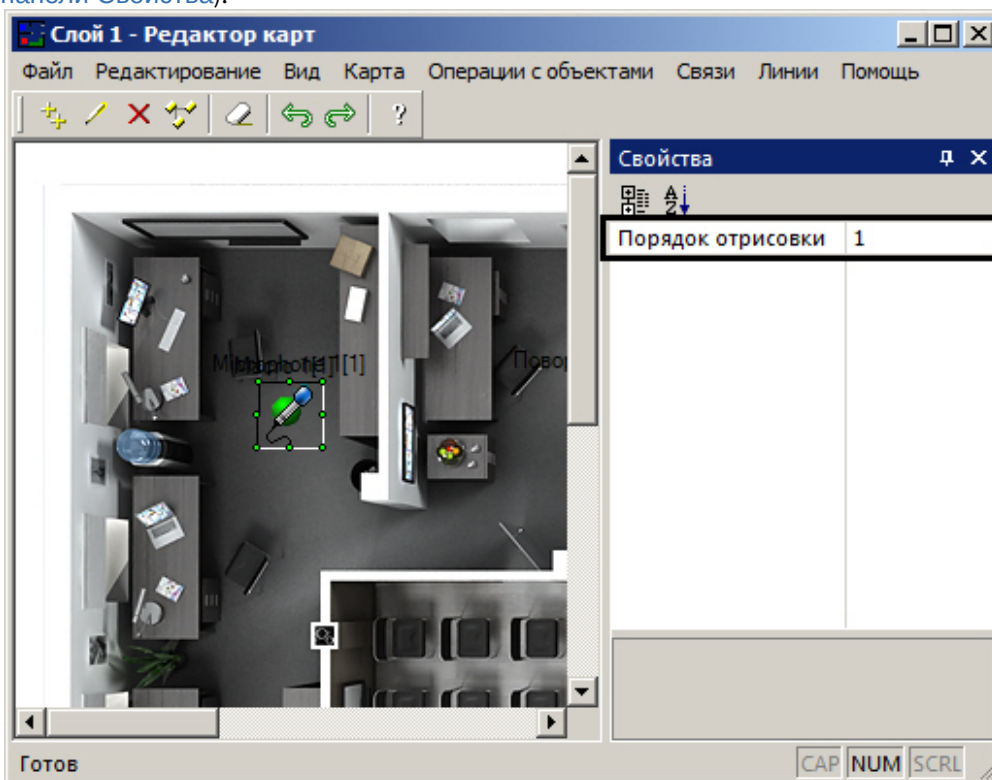 панели Свойства).
Слой 1 - Редактор карт
Файл Редактирование Вид Карта Операции с объектами Связи Линии Помощь
Свойства
Порядок отрисовки 1
[1]
Готов CAP NUM SCRL